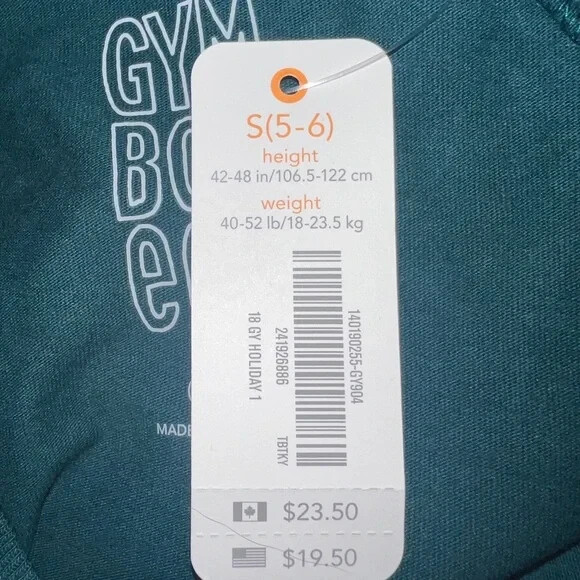 GYM
BO
S(5-6)
height
42-48 in/106.5-122 cm
weight
40-52 lb/18-23.5 kg
140190255-GY904
241926886
18 GY HOLIDAY 1
TBTKY
MADE
$23.50
$19.50